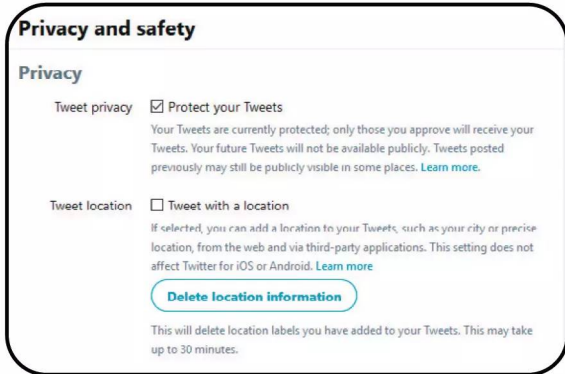 Privacy and safety
Privacy
Tweet privacy Protect your Tweets
Your Tweets are currently protected; only those you approve will receive your
Tweets. Your future Tweets will not be available publicly. Tweets posted
previously may still be publicly visible in some places. Learn more.
Tweet location Tweet with a location
If selected, you can add a location to your Tweets, such as your city or precise
location, from the web and via third-party applications. This setting does not
affect Twitter for iOS or Android. Learn more
Delete location information
This will delete location labels you have added to your Tweets. This may take
up to 30 minutes.